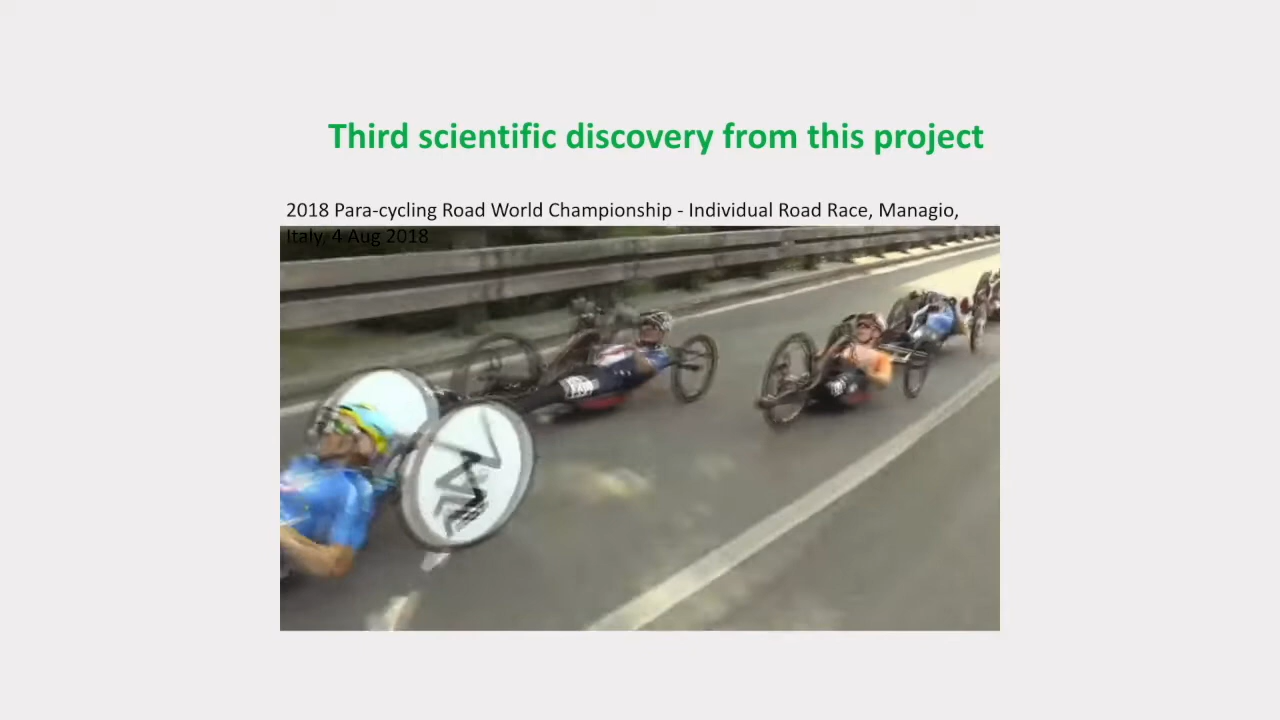 Third scientific discovery from this project
2018 Para-cycling Road World Championship - Individual Road Race, Managio,
Italy, 4 Aug 2018